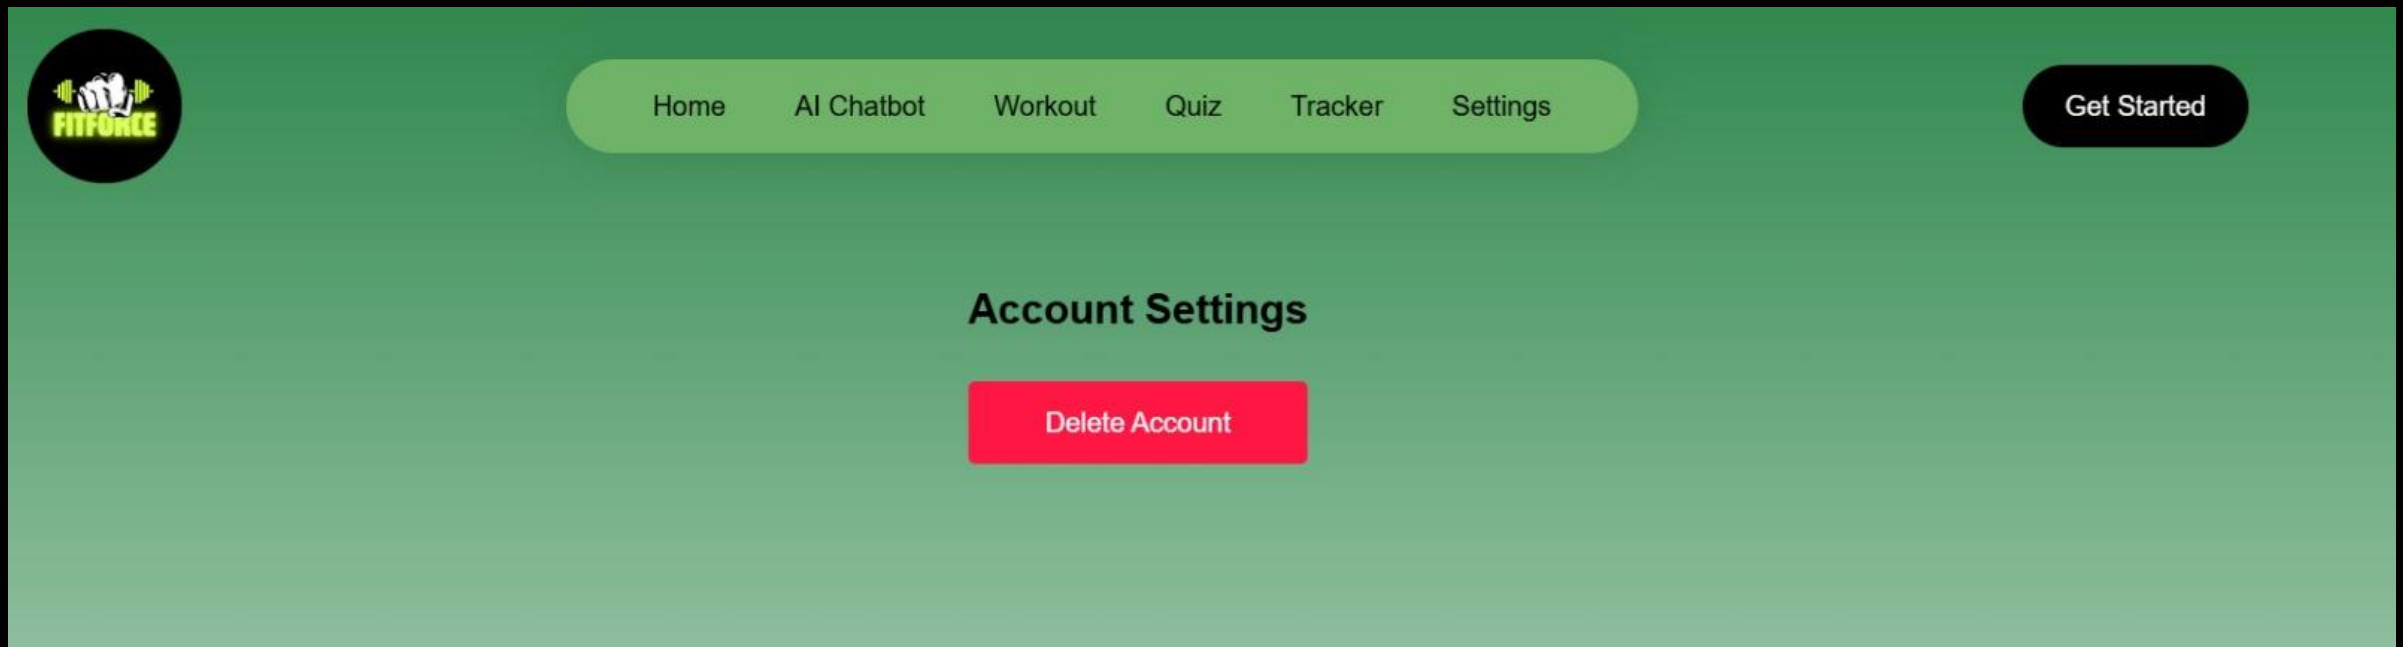 FITFORCE
Home AI Chatbot Workout Quiz Tracker Settings
Get Started
Account Settings
Delete Account